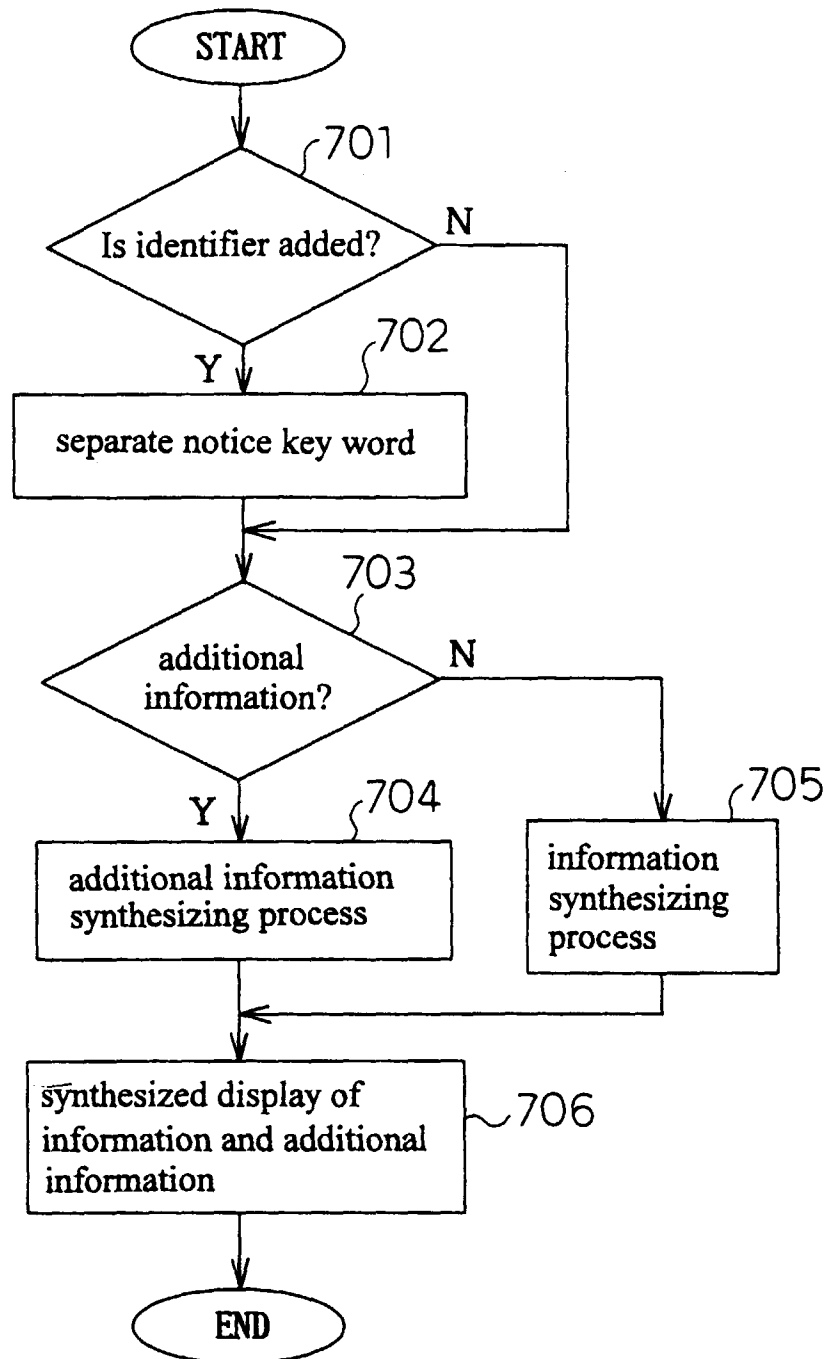 START
701
Is identifier added?
N
702
Y
separate notice key word
703
additional
information?
N
704
Y
705
additional information
synthesizing process
information
synthesizing
process
synthesized display of
information and additional
information
706
END